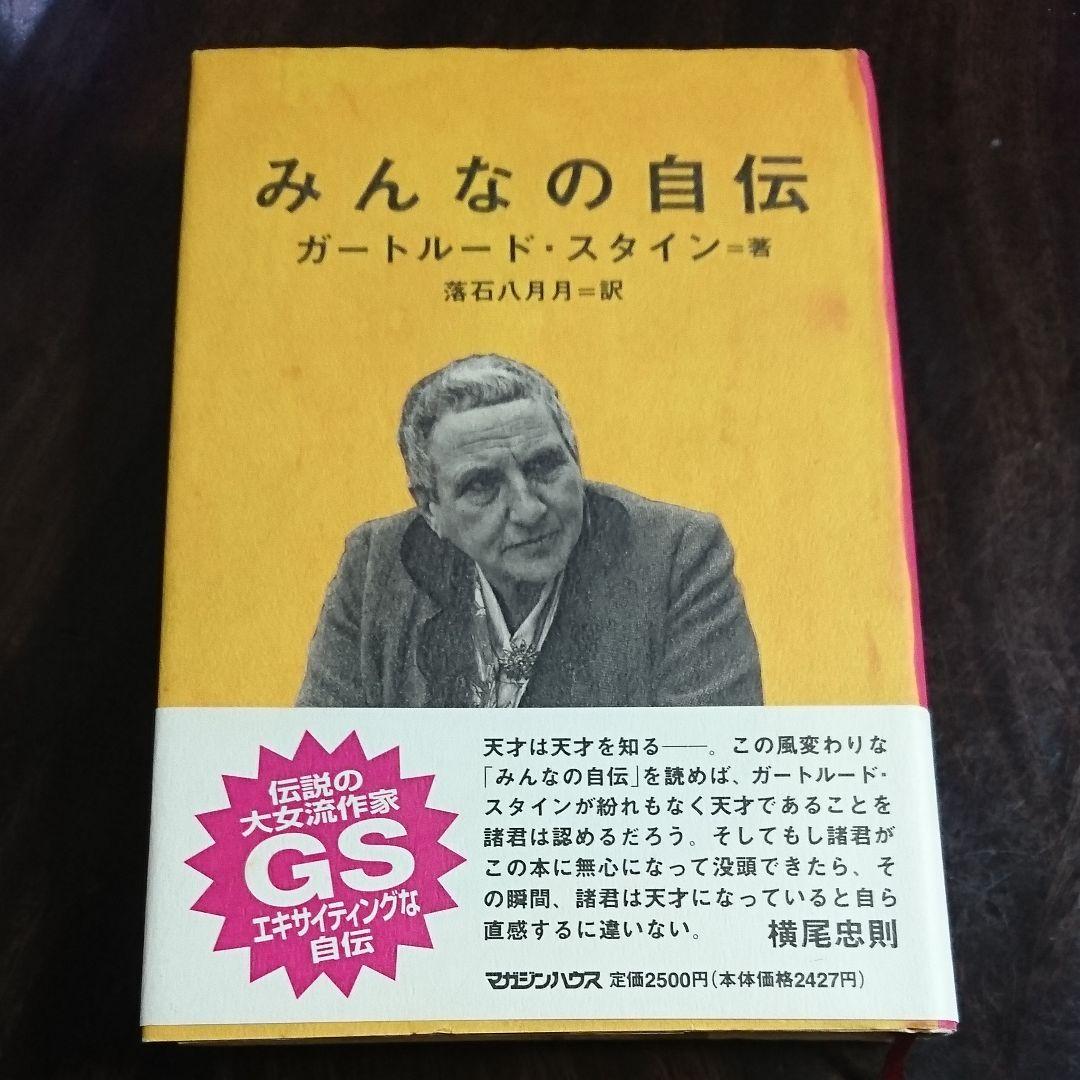 みんなの自伝
ガートルード・スタイン=著
落石八月月=訳
伝説の
大女流作家
GS
エキサイティングな
自伝
天才は天才を知る――。この風変わりな
「みんなの自伝」を読めば、ガートルード・
スタインが紛れもなく天才であることを
諸君は認めるだろう。そしてもし諸君が
この本に無心になって没頭できたら、そ
の瞬間、諸君は天才になっていると自ら
直感するに違いない。 横尾忠則
マガジンハウス 定価2500円(本体価格2427円)